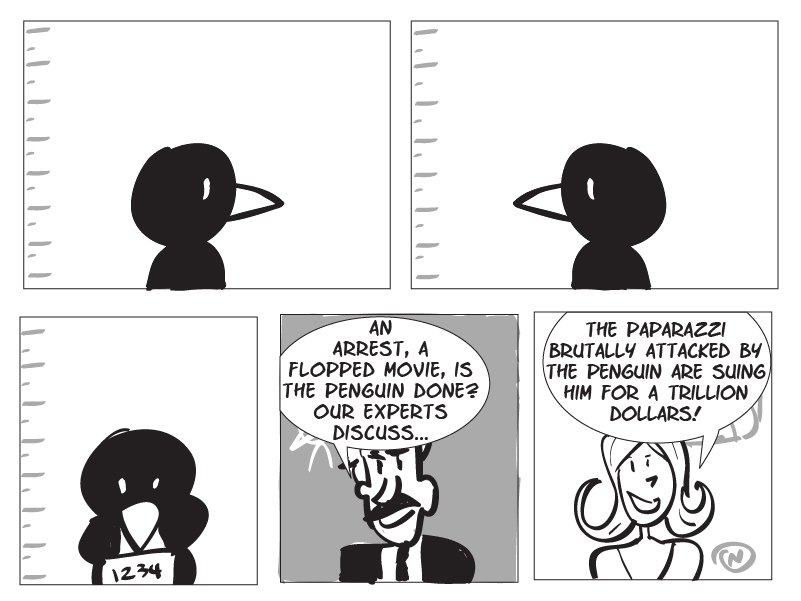 1234
AN
ARREST, A
FLOPPED MOVIE, IS
THE PENGUIN DONE?
OUR EXPERTS
DISCUSS...
THE PAPARAZZI
BRUTALLY ATTACKED BY
THE PENGUIN ARE SUING
HIM FOR A TRILLION
DOLLARS!
N